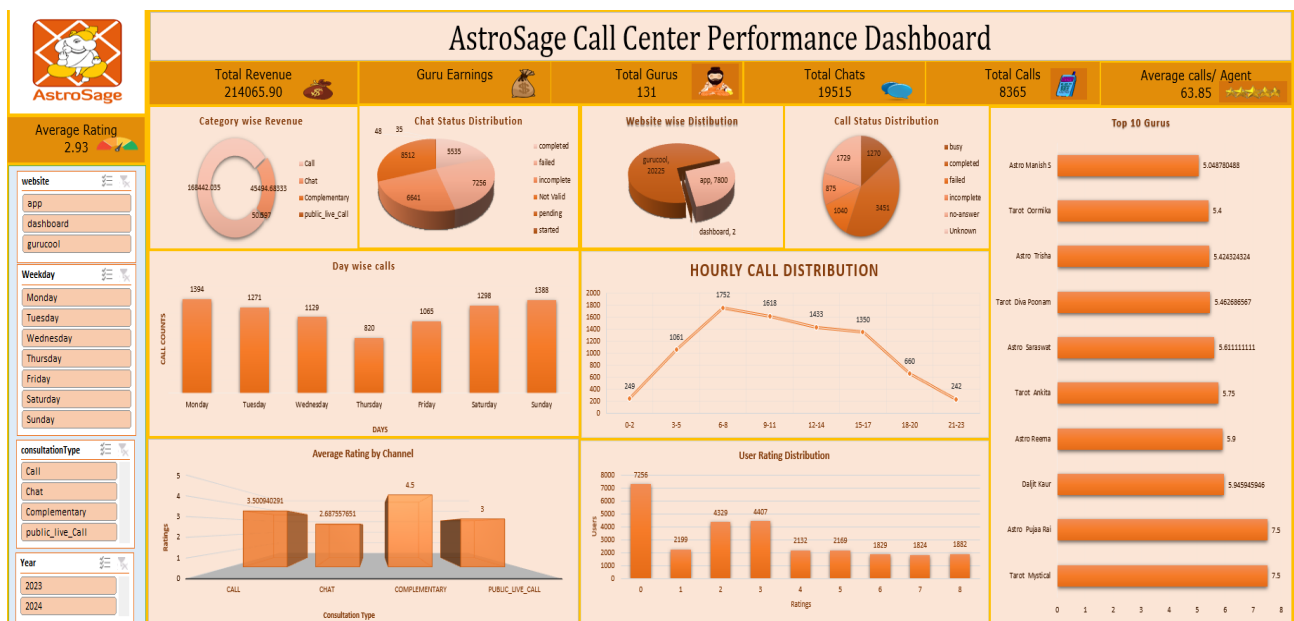 AstroSage
AstroSage Call Center Performance Dashboard
Total Revenue
214065.90
Guru Earnings
Total Gurus
131
Total Chats
19515
Total Calls
8365
Average calls/ Agent
63.85
Average Rating
2.93
website
app
dashboard
gurucool
Weekday
Monday
Tuesday
Wednesday
Thursday
Friday
Saturday
Sunday
consultationType
Call
Chat
Complementary
public_live_Call
Year
2023
2024
Category wise Revenue
168442.035
45494.68333
Call
Chat
Complementary
public_live_Call
Chat Status Distribution
48
35
8512
5535
7256
6641
completed
failed
incomplete
Not Valid
pending
started
Website wise Distibution
gurucool,
20225
app, 7800
dashboard, 2
Call Status Distribution
1729
1270
875
1040
3451
busy
completed
failed
incomplete
no-answer
Unknown
Day wise calls
CALL COUNTS
1394
1271
1129
820
1065
1298
1388
Monday
Tuesday
Wednesday
Thursday
Friday
Saturday
Sunday
DAYS
HOURLY CALL DISTRIBUTION
2000
1800
1600
1400
1200
1000
800
600
400
200
0
249
1061
1752
1618
1433
1350
660
242
0-2
3-5
6-8
9-11
12-14
15-17
18-20
21-23
Average Rating by Channel
Ratings
5
4
3
2
1
0
3.500940291
2.687557651
4.5
3
CALL
CHAT
COMPLEMENTARY
PUBLIC_LIVE_CALL
Consultation Type
User Rating Distribution
Users
8000
7000
6000
5000
4000
3000
2000
1000
0
7256
2199
4329
4407
2132
2169
1829
1824
1882
0
1
2
3
4
5
6
7
8
Ratings
Top 10 Gurus
Astro Manish S
5.048780488
Tarot Oormika
5.4
Astro Trisha
5.424324324
Tarot Diva Poonam
5.462686567
Astro Saraswat
5.611111111
Tarot Ankita
5.75
Astro Reema
5.9
Daljit Kaur
5.945945946
Astro Pujaa Rai
7.5
Tarot Mystical
7.5
0
1
2
3
4
5
6
7
8